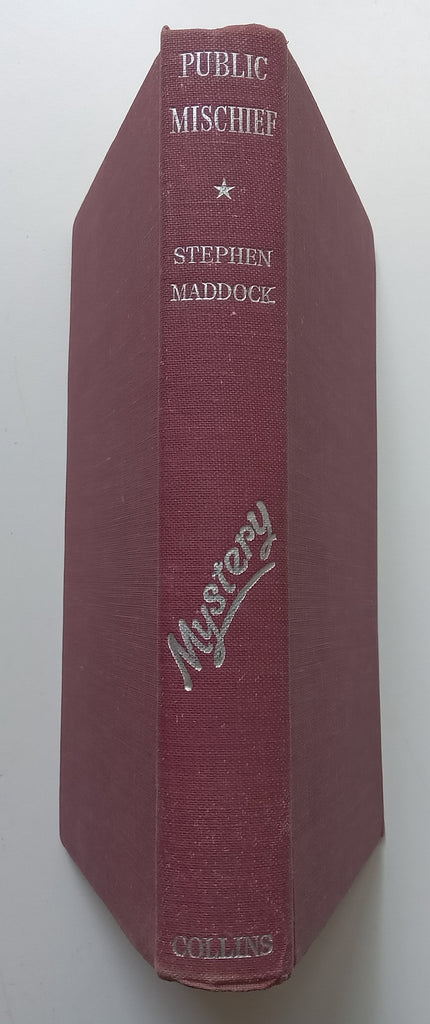 PUBLIC
MISCHIEF
STEPHEN
MADDOCK
Mystery
COLLINS